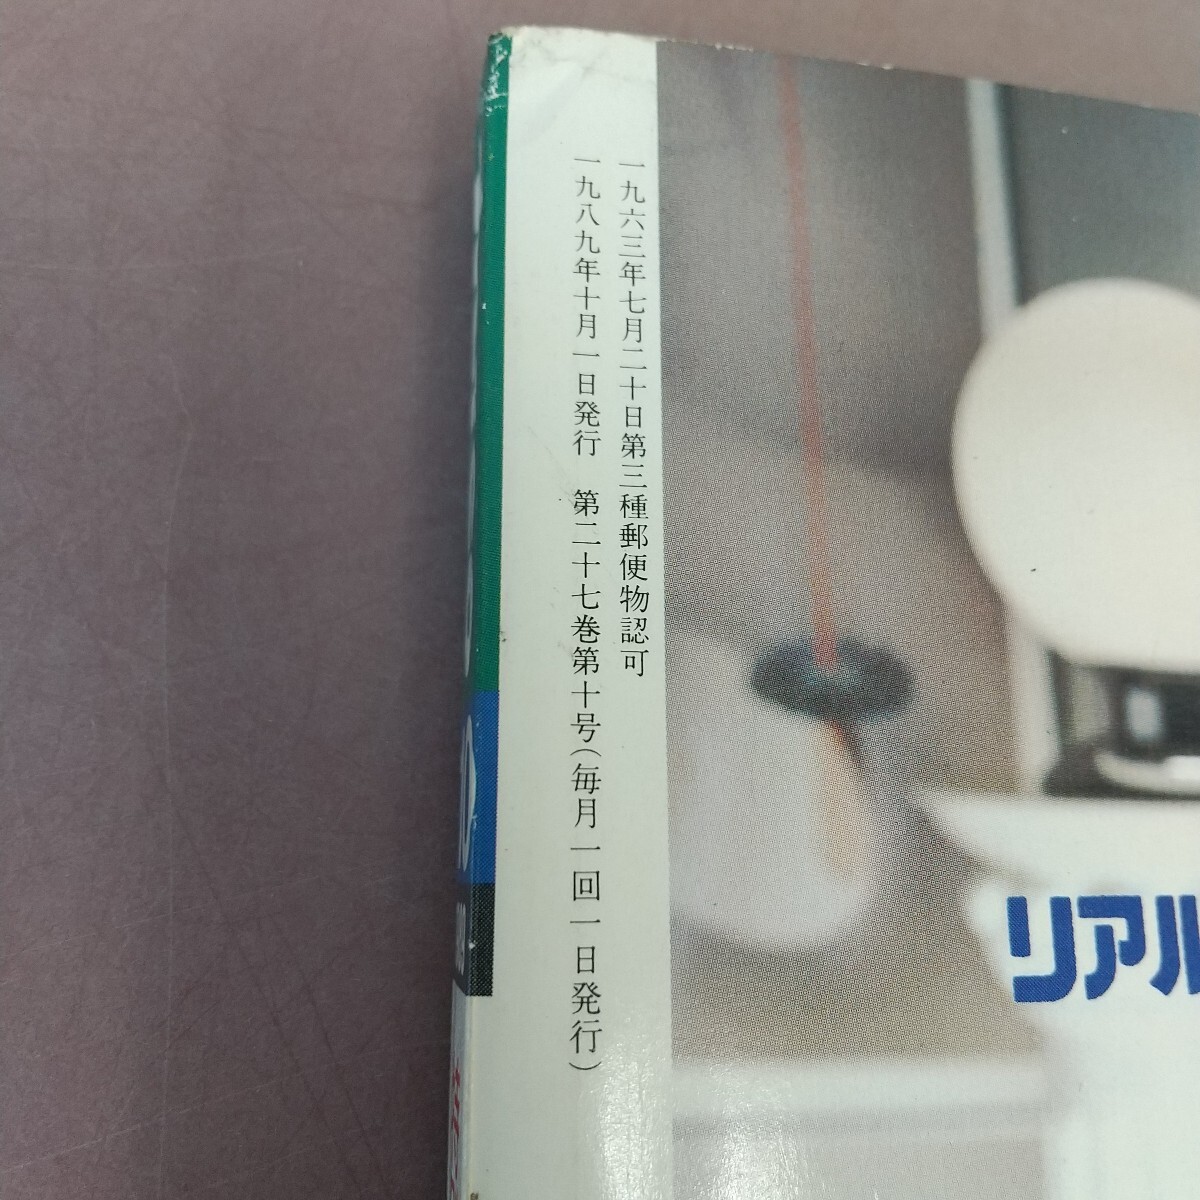 一九六三年七月二十日第三種郵便物認可
一九八九年十月一日発行　第二十七巻第十号(毎月一回一日発行)
リアル
10